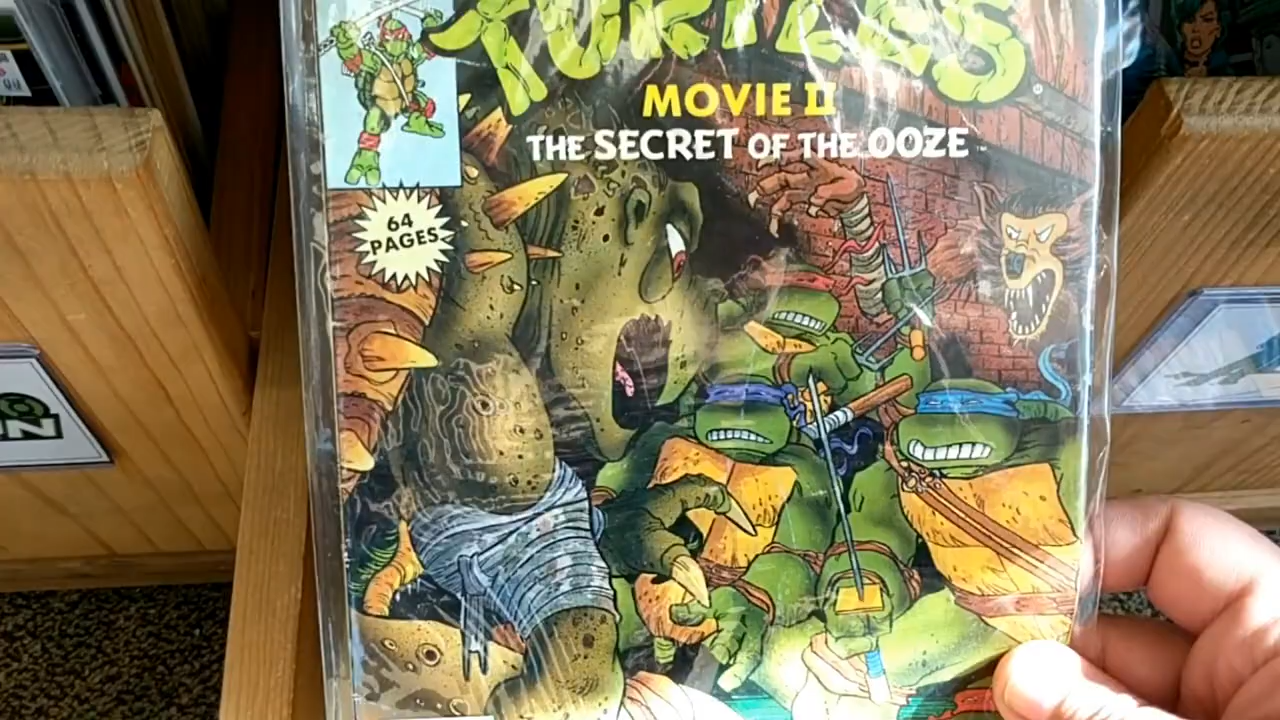 TURTLES
MOVIE II
THE SECRET OF THE OOZE
64
PAGES